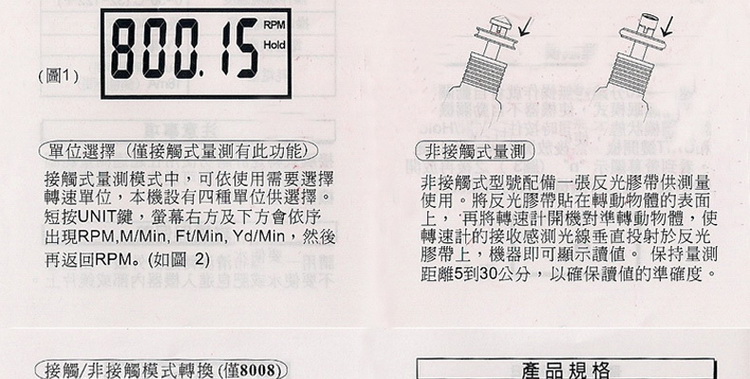 800.15
RPM
Hold
(圖1)
單位選擇 (僅接觸式量測有此功能)
接觸式量測模式中，可依使用需要選擇
轉速單位，本機設有四種單位供選擇。
短按UNIT鍵，螢幕右方及下方會依序
出現RPM,M/Min, Ft/Min, Yd/Min，然後
再返回RPM。(如圖 2)
接觸/非接觸模式轉換 (僅8008)
非接觸式量測
非接觸式型號配備一張反光膠帶供測量
使用。將反光膠帶貼在轉動物體的表面
上， 再將轉速計開機對準轉動物體，使
轉速計的接收感測光線垂直投射於反光
膠帶上，機器即可顯示讀值。 保持量測
距離5到30公分，以確保讀值的準確度。
產品規格